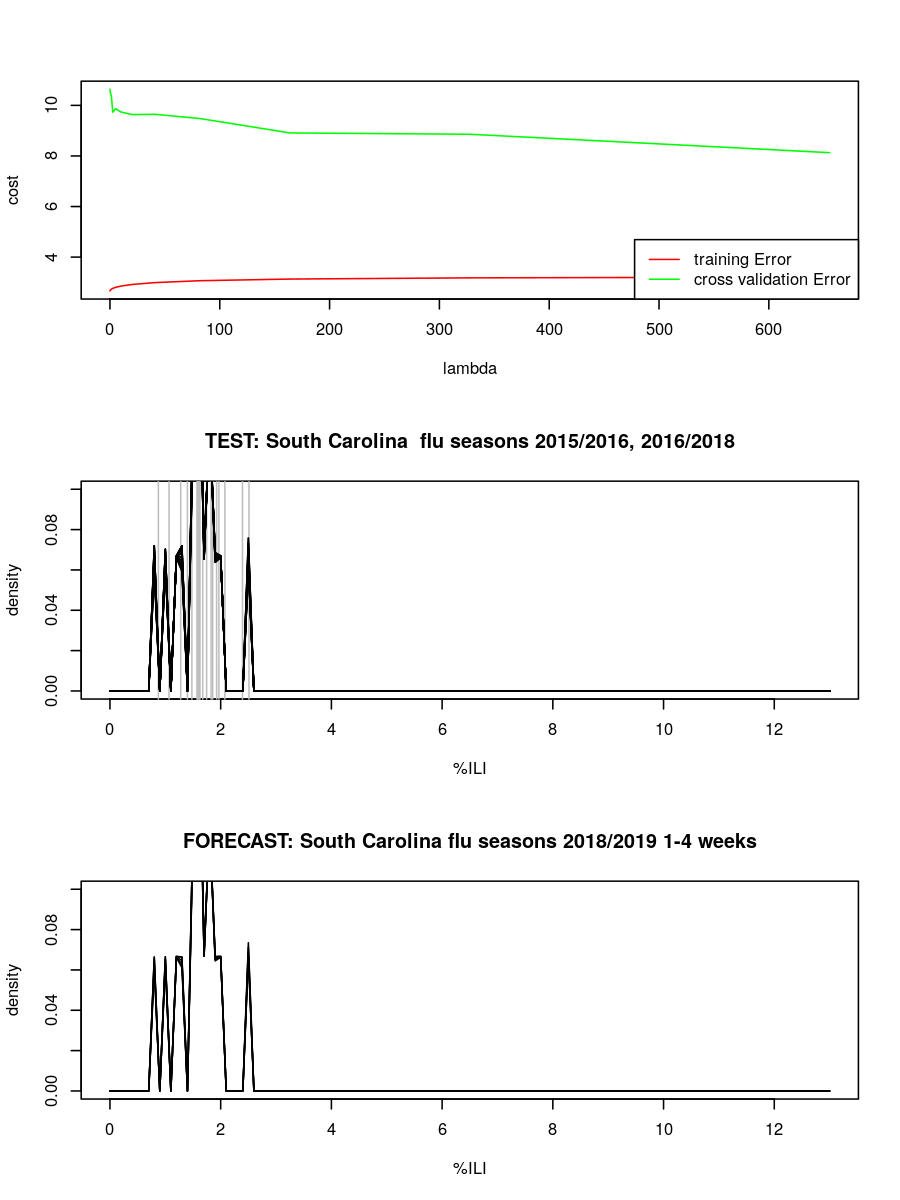 cost
10
8
6
4
training Error
cross validation Error
0 100 200 300 400 500 600
lambda
TEST: South Carolina  flu seasons 2015/2016, 2016/2018
density
0.08
0.04
0.00
0 2 4 6 8 10 12
%ILI
FORECAST: South Carolina flu seasons 2018/2019 1-4 weeks
density
0.08
0.04
0.00
0 2 4 6 8 10 12
%ILI